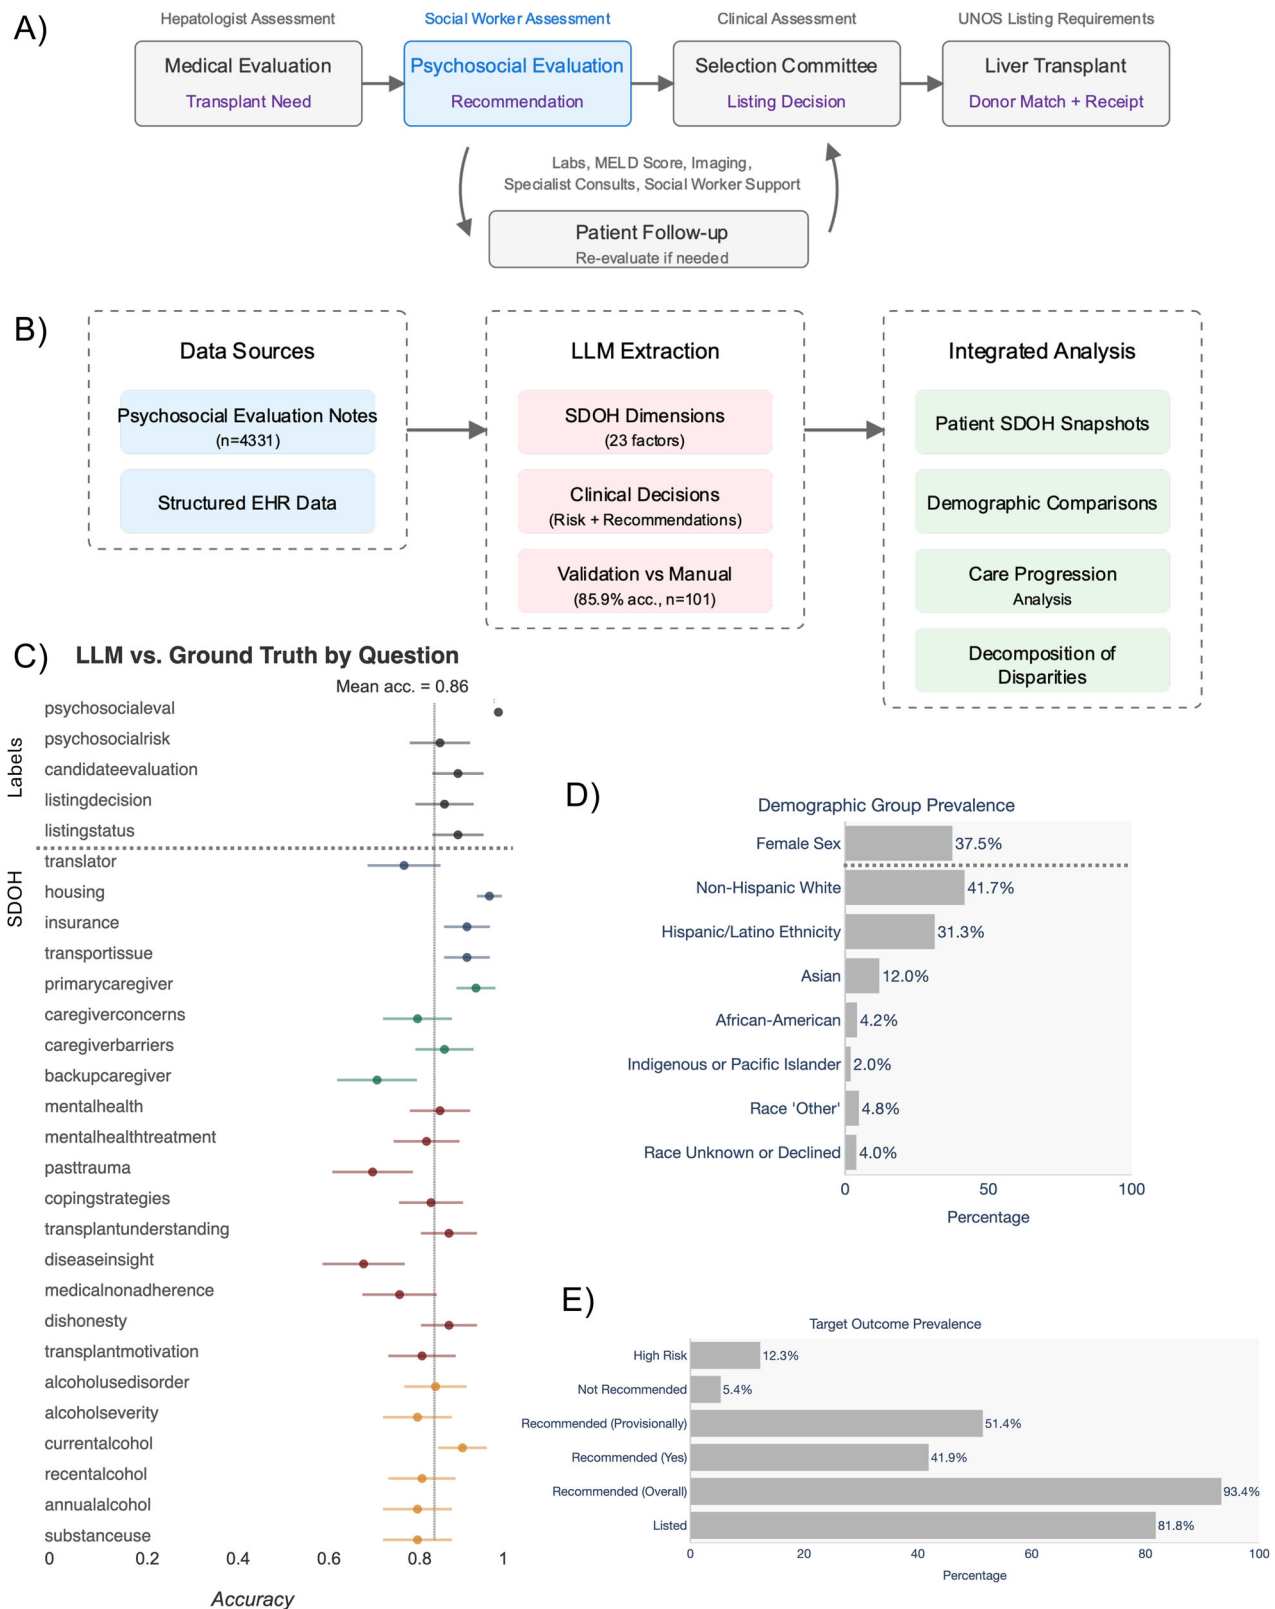 A)
Hepatologist Assessment
Social Worker Assessment
Clinical Assessment
UNOS Listing Requirements
Medical Evaluation
Transplant Need
Psychosocial Evaluation
Recommendation
Selection Committee
Listing Decision
Liver Transplant
Donor Match + Receipt
Labs, MELD Score, Imaging,
Specialist Consults, Social Worker Support
Patient Follow-up
Re-evaluate if needed
B)
Data Sources
Psychosocial Evaluation Notes
(n=4331)
Structured EHR Data
LLM Extraction
SDOH Dimensions
(23 factors)
Clinical Decisions
(Risk + Recommendations)
Validation vs Manual
(85.9% acc., n=101)
Integrated Analysis
Patient SDOH Snapshots
Demographic Comparisons
Care Progression
Analysis
Decomposition of
Disparities
C)
LLM vs. Ground Truth by Question
Mean acc. = 0.86
Labels
psychosocialeval
psychosocialrisk
candidateevaluation
listingdecision
listingstatus
SDOH
translator
housing
insurance
transportissue
primarycaregiver
caregiverconcerns
caregiverbarriers
backupcaregiver
mentalhealth
mentalhealthtreatment
pasttrauma
copingstrategies
transplantunderstanding
diseaseinsight
medicalnonadherence
dishonesty
transplantmotivation
alcoholusedisorder
alcoholseverity
currentalcohol
recentalcohol
annualalcohol
substanceuse
0 0.2 0.4 0.6 0.8 1
Accuracy
D)
Demographic Group Prevalence
Female Sex 37.5%
Non-Hispanic White 41.7%
Hispanic/Latino Ethnicity 31.3%
Asian 12.0%
African-American 4.2%
Indigenous or Pacific Islander 2.0%
Race 'Other' 4.8%
Race Unknown or Declined 4.0%
0 50 100
Percentage
E)
Target Outcome Prevalence
High Risk 12.3%
Not Recommended 5.4%
Recommended (Provisionally) 51.4%
Recommended (Yes) 41.9%
Recommended (Overall) 93.4%
Listed 81.8%
0 20 40 60 80 100
Percentage